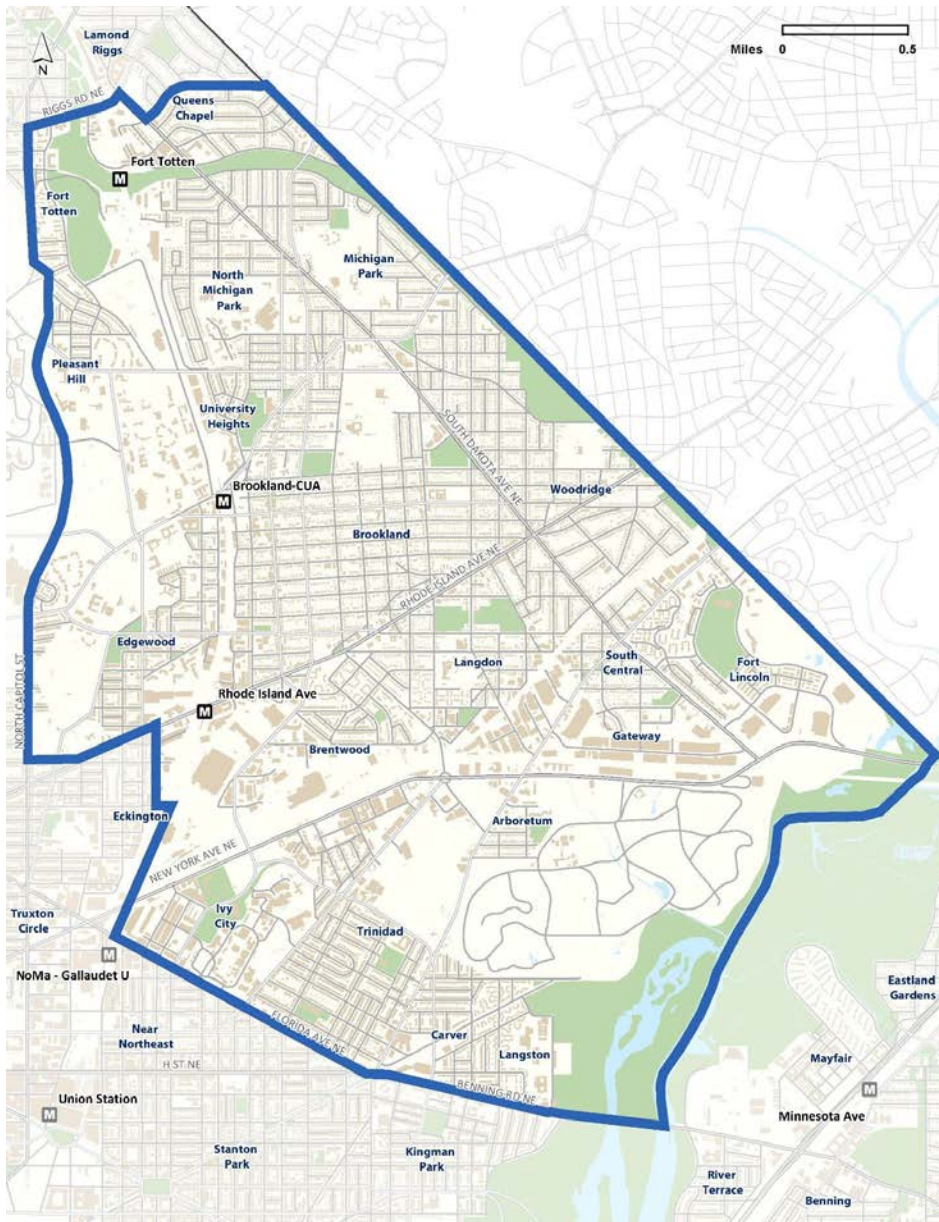 Lamond
Riggs
Miles 0 0.5
N
Queens
Chapel
RIGGS RD NE
Fort Totten
M
Fort
Totten
Michigan
Park
North
Michigan
Park
Pleasant
Hill
University
Heights
SOUTH DAKOTA AVE NE
Brookland-CUA
M
Woodridge
Brookland
RHODE ISLAND AVE NE
Edgewood
Langdon
South
Central
Fort
Lincoln
NORTH CAPITOL ST
Rhode Island Ave
M
Brentwood
Gateway
Eckington
Arboretum
NEW YORK AVE NE
Ivy
City
Truxton
Circle
Trinidad
M
NoMa - Gallaudet U
Eastland
Gardens
FLORIDA AVE NE
Near
Northeast
Carver
Langston
Mayfair
H ST NE
BENNING RD NE
Union Station
M
M
Minnesota Ave
Stanton
Park
Kingman
Park
River
Terrace
Benning